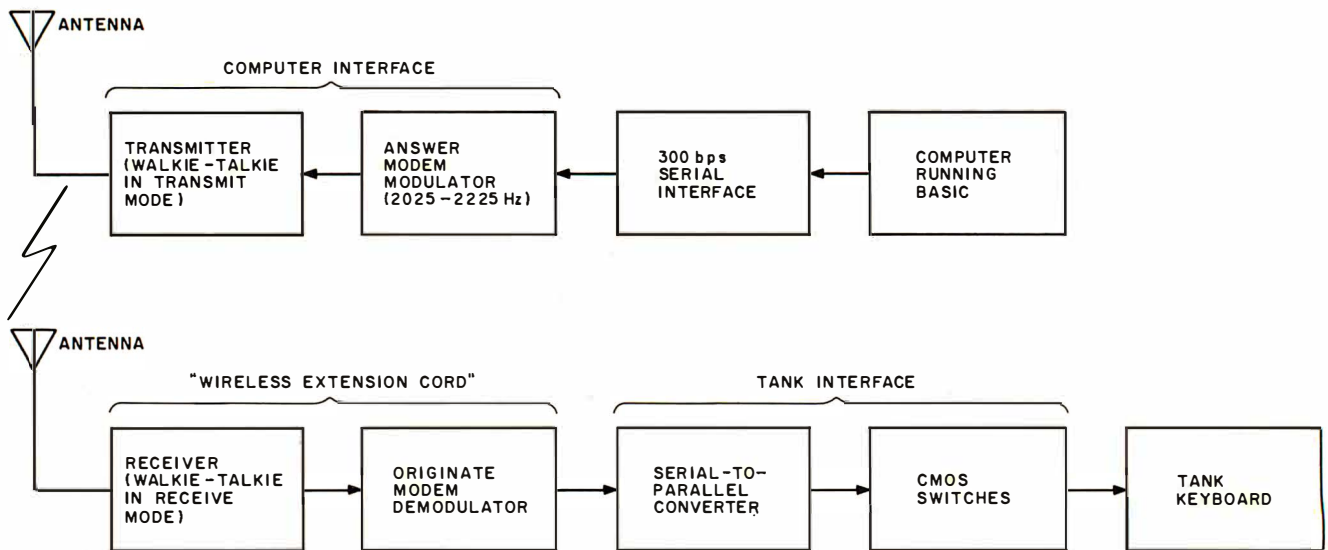 ANTENNA
COMPUTER INTERFACE
TRANSMITTER
(WALKIE-TALKIE
IN TRANSMIT
MODE)
ANSWER
MODEM
MODULATOR
(2025-2225 Hz)
300 bps
SERIAL
INTERFACE
COMPUTER
RUNNING
BASIC
ANTENNA
"WIRELESS EXTENSION CORD"
TANK INTERFACE
RECEIVER
(WALKIE-TALKIE
IN RECEIVE
MODE)
ORIGINATE
MODEM
DEMODULATOR
SERIAL-TO-
PARALLEL
CONVERTER
CMOS
SWITCHES
TANK
KEYBOARD